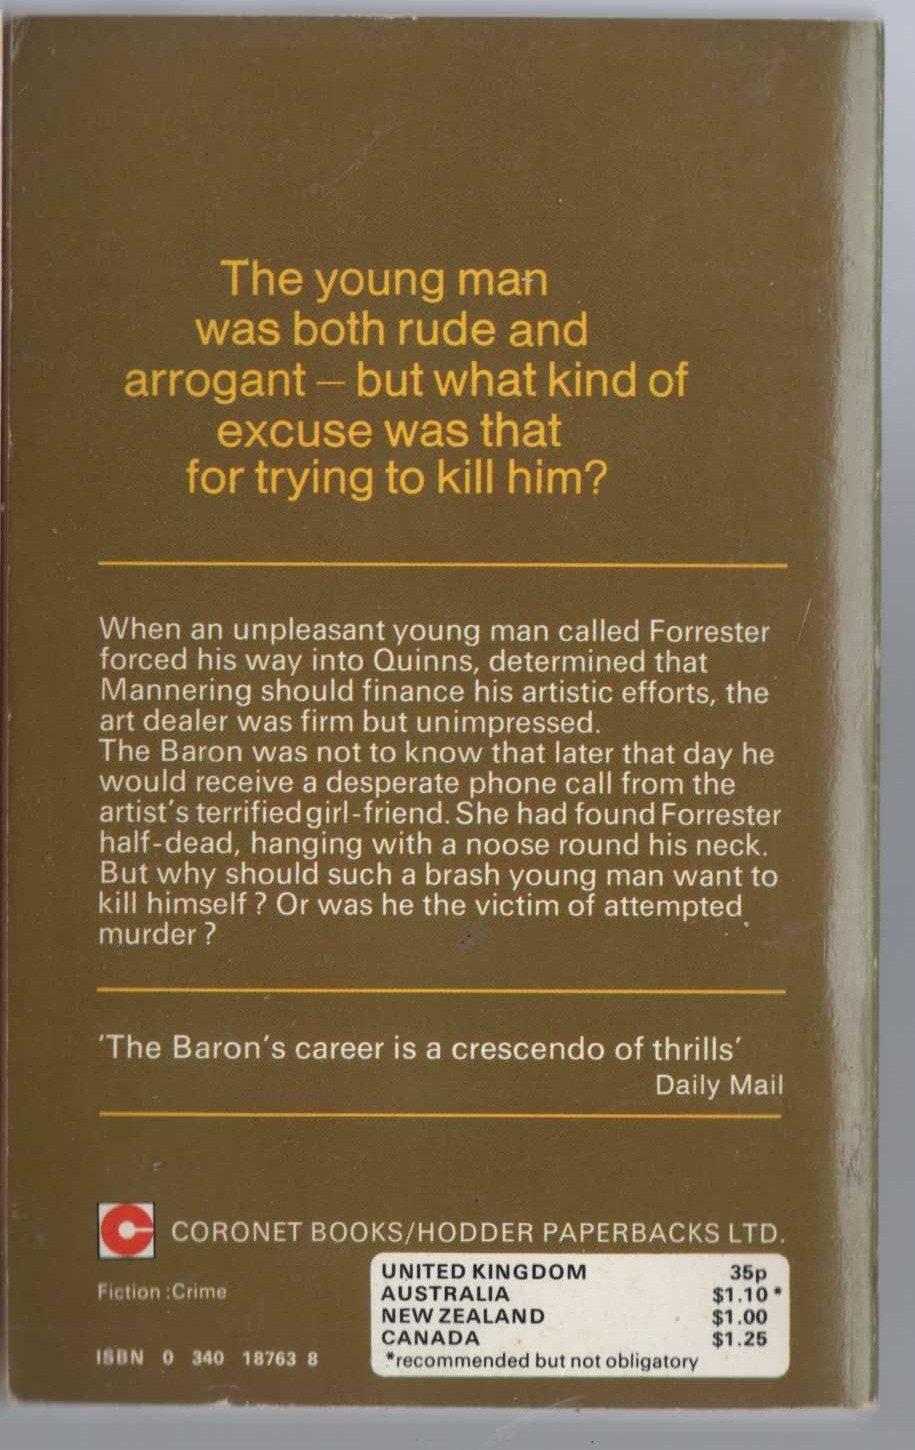 The young man
was both rude and
arrogant – but what kind of
excuse was that
for trying to kill him?
When an unpleasant young man called Forrester
forced his way into Quinns, determined that
Mannering should finance his artistic efforts, the
art dealer was firm but unimpressed.
The Baron was not to know that later that day he
would receive a desperate phone call from the
artist's terrified girl-friend. She had found Forrester
half-dead, hanging with a noose round his neck.
But why should such a brash young man want to
kill himself? Or was he the victim of attempted
murder?
'The Baron's career is a crescendo of thrills'
Daily Mail
CORONET BOOKS/HODDER PAPERBACKS LTD.
Fiction :Crime
ISBN 0 340 18763 8
UNITED KINGDOM 35p
AUSTRALIA $1.10*
NEW ZEALAND $1.00
CANADA $1.25
*recommended but not obligatory